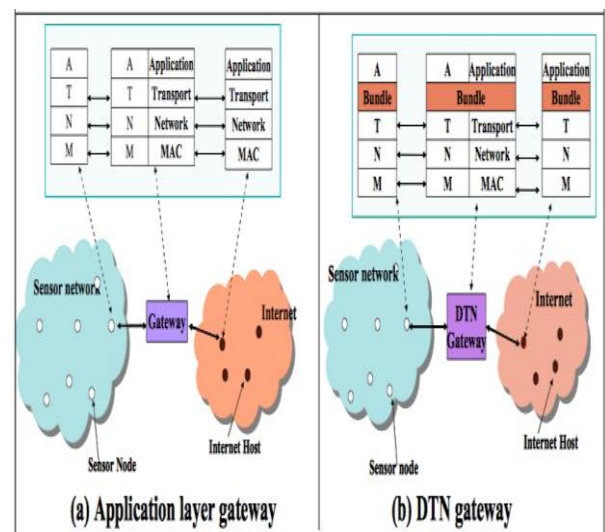 A A Application Application
T T Transport Transport
N N Network Network
M M MAC MAC
Sensor network
Gateway
Internet
Internet Host
Sensor Node
(a) Application layer gateway
A A Application Application
Bundle Bundle Bundle
T T Transport T
N N Network N
M M MAC M
Sensor network
Internet
DTN
Gateway
Internet Host
Sensor node
(b) DTN gateway